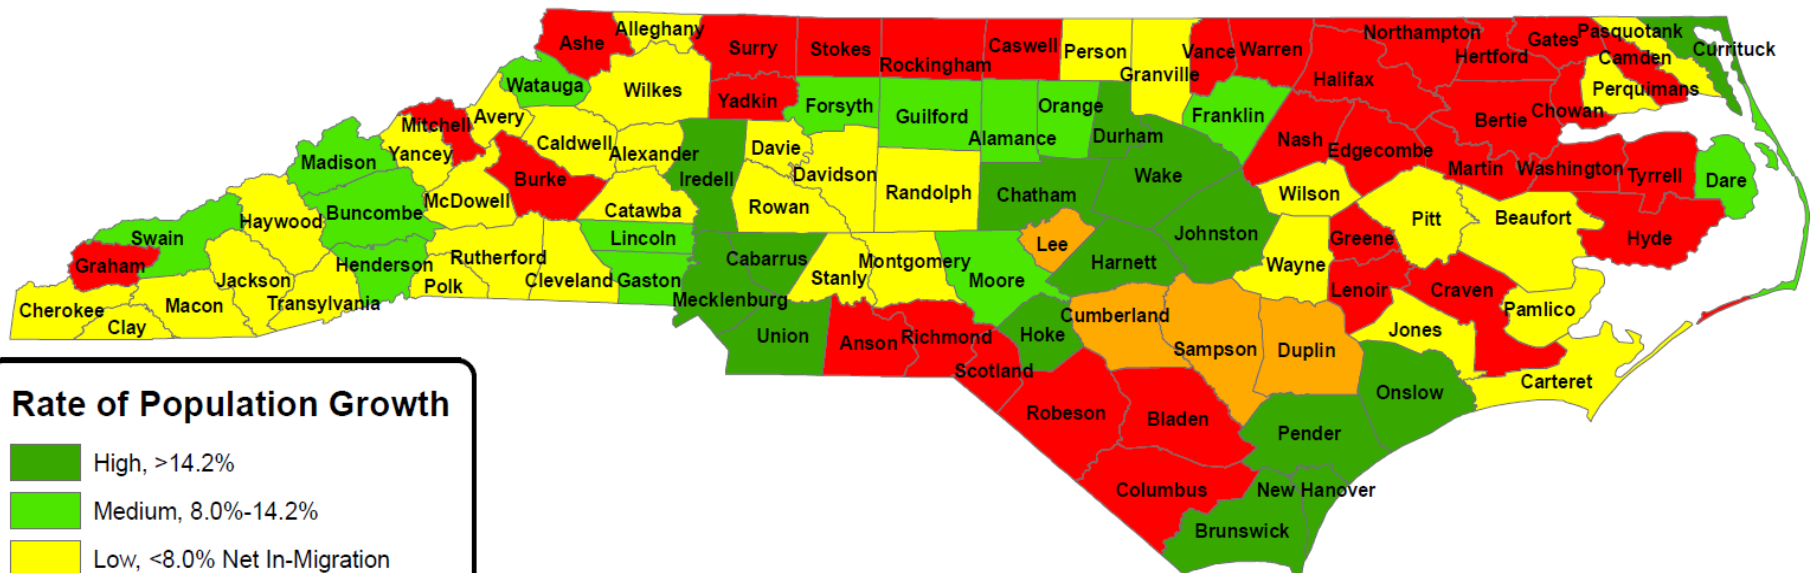 Alleghany
Ashe
Surry
Stokes
Rockingham
Caswell
Person
Granville
Vance
Warren
Northampton
Hertford
Gates
Pasquotank
Camden
Currituck
Halifax
Watauga
Wilkes
Yadkin
Forsyth
Guilford
Alamance
Orange
Durham
Franklin
Nash
Edgecombe
Bertie
Chowan
Perquimans
Mitchell
Avery
Yancey
Caldwell
Alexander
Iredell
Davie
Davidson
Madison
Burke
McDowell
Catawba
Rowan
Randolph
Chatham
Wake
Wilson
Martin
Washington
Tyrrell
Dare
Haywood
Buncombe
Swain
Graham
Lincoln
Lee
Johnston
Greene
Pitt
Beaufort
Hyde
Jackson
Henderson
Rutherford
Polk
Cleveland
Gaston
Cabarrus
Stanly
Montgomery
Moore
Harnett
Wayne
Lenoir
Craven
Pamlico
Cherokee
Clay
Macon
Transylvania
Mecklenburg
Union
Anson
Richmond
Scotland
Hoke
Cumberland
Sampson
Duplin
Jones
Carteret
Onslow
Robeson
Bladen
Pender
Columbus
New Hanover
Brunswick
Rate of Population Growth
High, >14.2%
Medium, 8.0%-14.2%
Low, <8.0% Net In-Migration